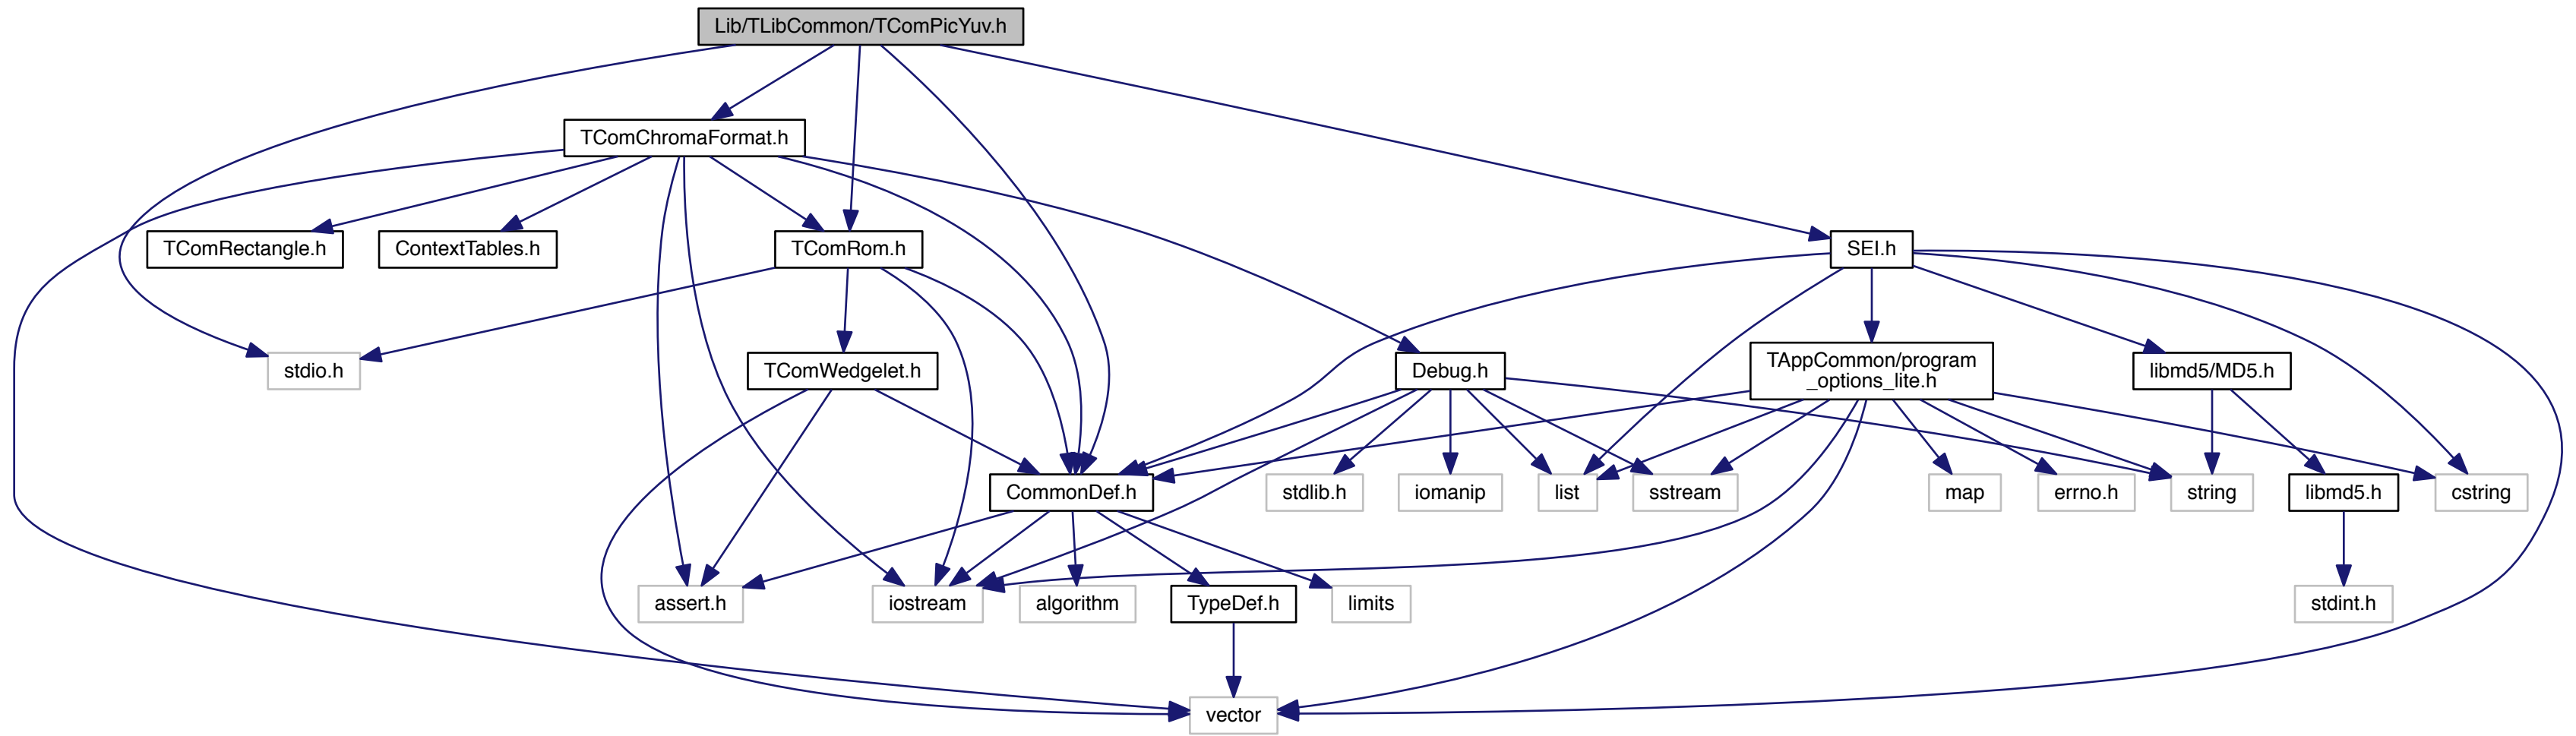 Lib/TLibCommon/TComPicYuv.h
TComChromaFormat.h
TComRectangle.h
ContextTables.h
TComRom.h
SEI.h
stdio.h
TComWedgelet.h
Debug.h
TAppCommon/program
_options_lite.h
libmd5/MD5.h
CommonDef.h
stdlib.h
iomanip
list
sstream
map
errno.h
string
libmd5.h
cstring
assert.h
iostream
algorithm
TypeDef.h
limits
stdint.h
vector